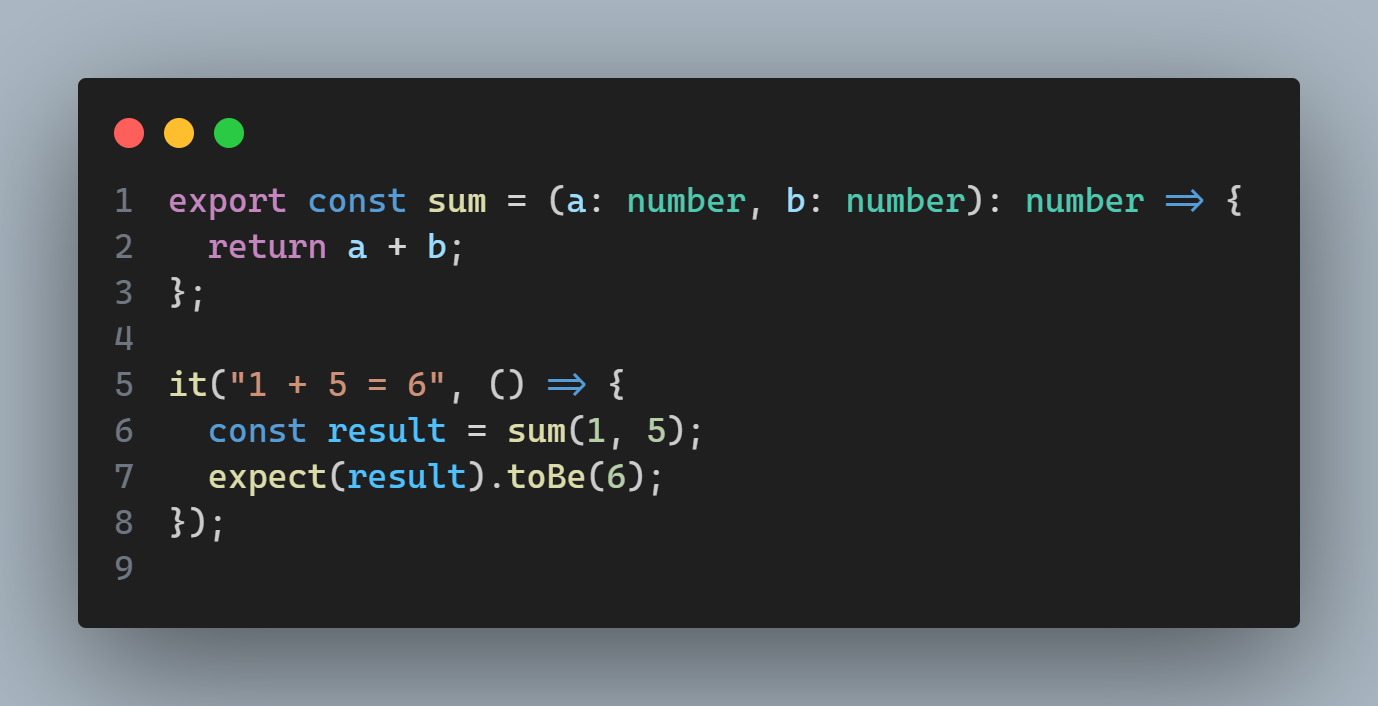 1 export const sum = (a: number, b: number): number => {
2   return a + b;
3 };
4
5 it("1 + 5 = 6", () => {
6   const result = sum(1, 5);
7   expect(result).toBe(6);
8 });
9